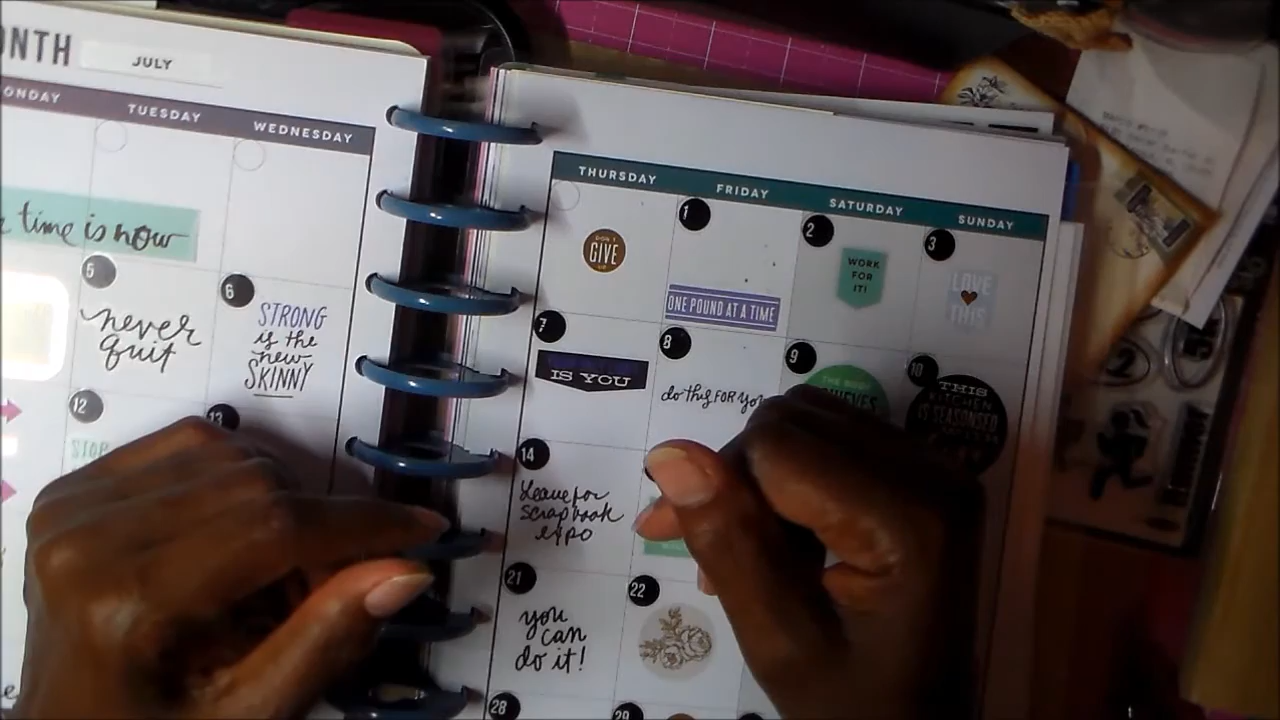 JULY
TUESDAY
WEDNESDAY
time is now
5
6
never
quit
STRONG
is the
new
SKINNY
12
13
STOP
THURSDAY
FRIDAY
SATURDAY
SUNDAY
DON'T
GIVE
UP
1
ONE POUND AT A TIME
2
WORK
FOR
IT!
3
LOVE
THIS
7
IS YOU
8
do this FOR
9
10
THIS
KITCHEN
IS SEASONED
WITH
14
Leave for
scrapbook
expo
21
you
can
do it!
22
28
29